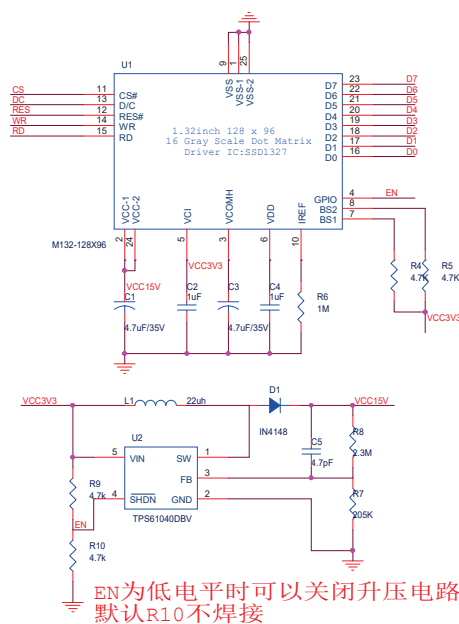 9 1 25
U1
VSS VSS-1 VSS-2
CS 11 CS#
DC 13 D/C
RES 12 RES#
WR 14 WR
RD 15 RD
1.32inch 128 x 96
16 Gray Scale Dot Matrix
Driver IC:SSD1327
D7 23 D7
D6 22 D6
D5 21 D5
D4 20 D4
D3 19 D3
D2 18 D2
D1 17 D1
D0 16 D0
GPIO 4 EN
BS2 8
BS1 7
VCC-1 VCC-2 VCI VCOMH VDD IREF
M132-128X96
2 24 5 3 6 10
R4 4.7K
R5 4.7K
VCC3V3
VCC15V
VCC3V3
C1 4.7uF/35V
C2 1uF
C3 4.7uF/35V
C4 1uF
R6 1M
VCC3V3
L1 22uh
D1
IN4148
VCC15V
U2
5 VIN SW 1
FB 3
4 SHDN GND 2
TPS61040DBV
C5 4.7pF
R8 2.3M
R7 205K
R9 4.7k
EN
R10 4.7k
EN为低电平时可以关闭升压电路
默认R10不焊接